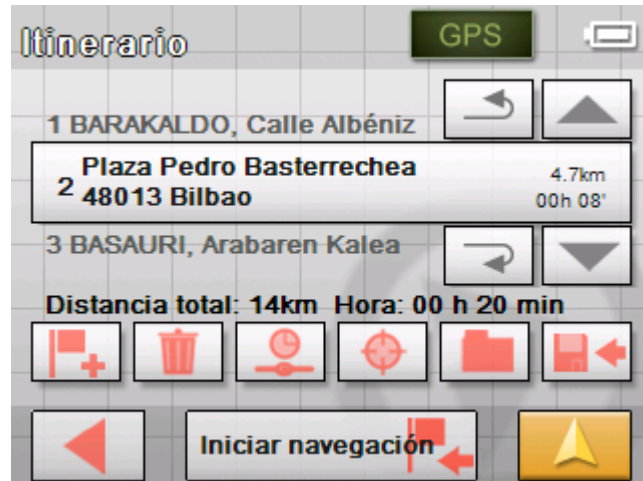 Itinerario
GPS
1 BARAKALDO, Calle Albéniz
2 Plaza Pedro Basterrechea
48013 Bilbao
4.7km
00h 08'
3 BASAURI, Arabaren Kalea
Distancia total: 14km Hora: 00 h 20 min
Iniciar navegación